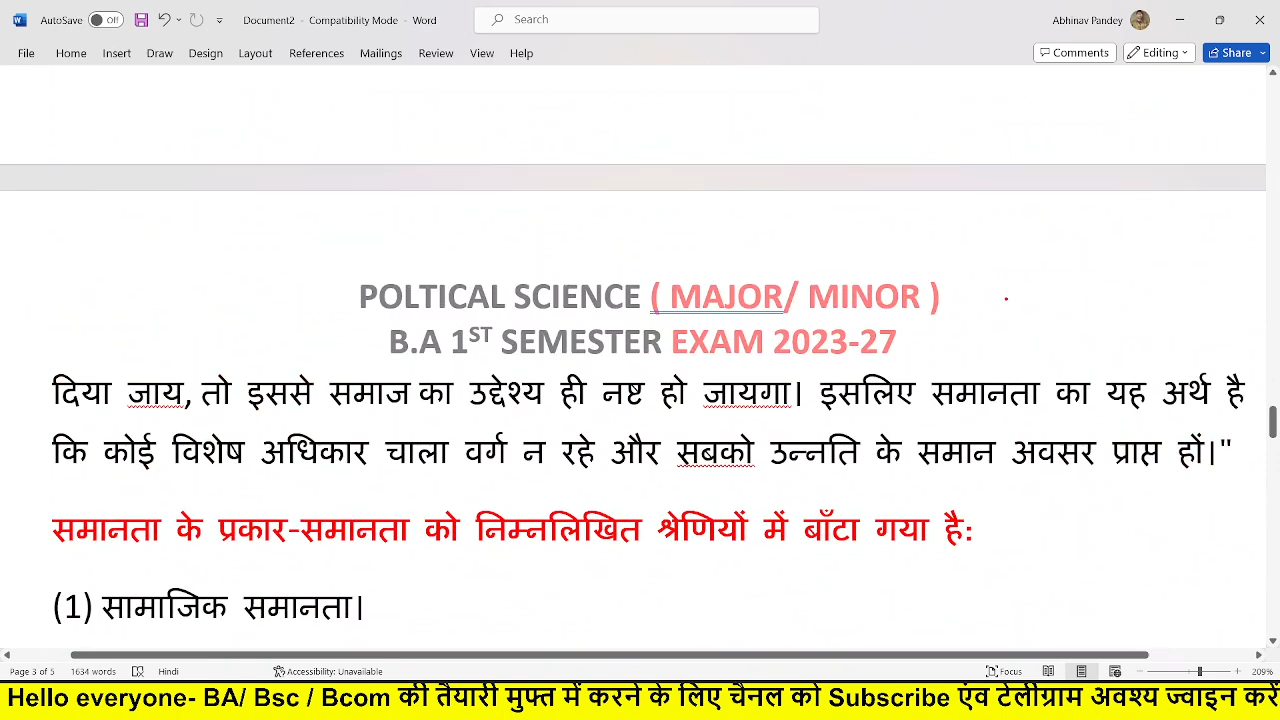 AutoSave Off Document2 - Compatibility Mode - Word Search Abhinav Pandey
File Home Insert Draw Design Layout References Mailings Review View Help Comments Editing Share
POLTICAL SCIENCE ( MAJOR/ MINOR )
B.A 1ST SEMESTER EXAM 2023-27
दिया जाय, तो इससे समाज का उद्देश्य ही नष्ट हो जायगा। इसलिए समानता का यह अर्थ है
कि कोई विशेष अधिकार चाला वर्ग न रहे और सबको उन्नति के समान अवसर प्राप्त हों।"
समानता के प्रकार-समानता को निम्नलिखित श्रेणियों में बाँटा गया है:
(1) सामाजिक समानता।
Page 3 of 5 1634 words Hindi Accessibility: Unavailable Focus 209%
Hello everyone- BA/ Bsc / Bcom की तैयारी मुफ्त में करने के लिए चैनल को Subscribe एंव टेलीग्राम अवश्य ज्वाइन करें